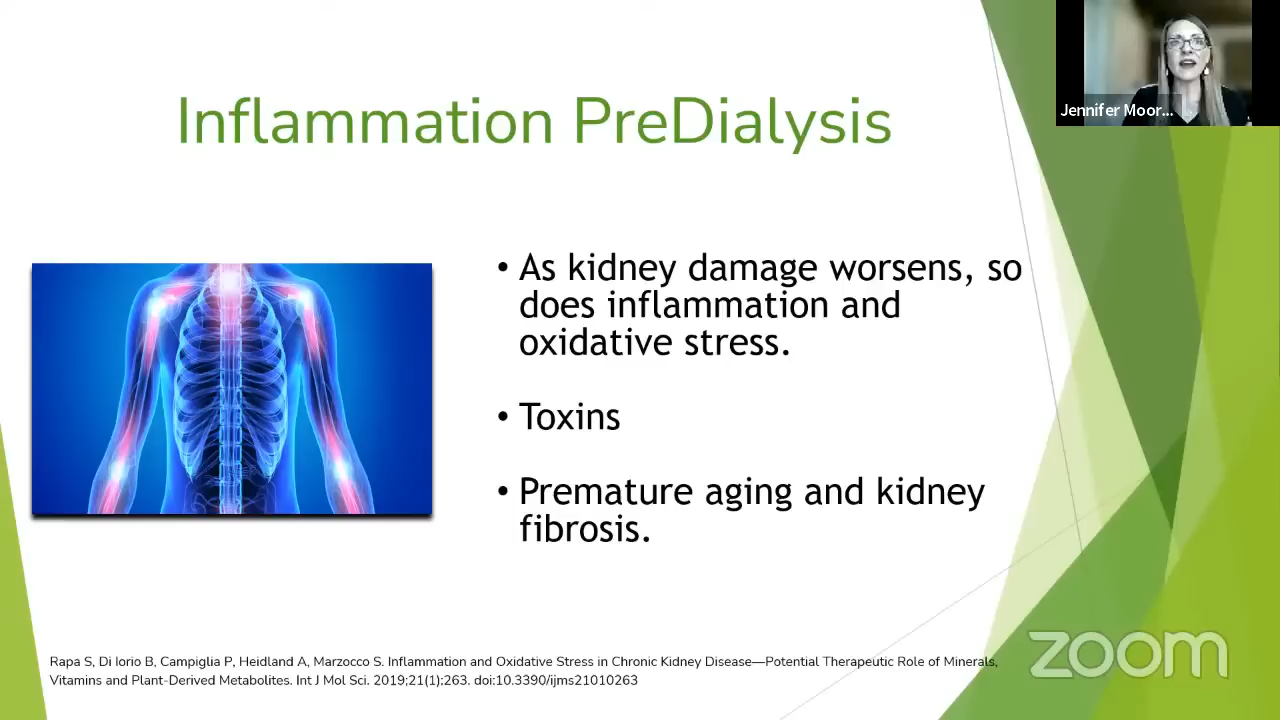 Inflammation PreDialysis
Jennifer Moor...
• As kidney damage worsens, so
does inflammation and
oxidative stress.
• Toxins
• Premature aging and kidney
fibrosis.
Rapa S, Di Iorio B, Campiglia P, Heidland A, Marzocco S. Inflammation and Oxidative Stress in Chronic Kidney Disease—Potential Therapeutic Role of Minerals,
Vitamins and Plant-Derived Metabolites. Int J Mol Sci. 2019;21(1):263. doi:10.3390/ijms21010263
zoom